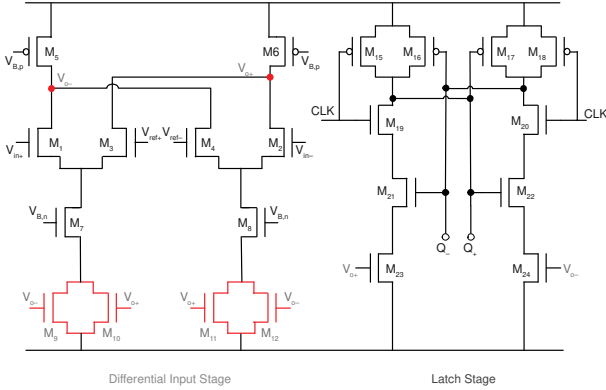 M5 M6 M15 M16 M17 M18
VB,p VB,p
Vo– Vo+
CLK CLK
M19 M20
M1 M3 Vref+ Vref– M4 M2
Vin+ Vin–
M21 M22
VB,n M7 M8 VB,n
Q– Q+
Vo+ M23 M24 Vo–
Vo– Vo+ Vo+ Vo–
M9 M10 M11 M12
Differential Input Stage Latch Stage